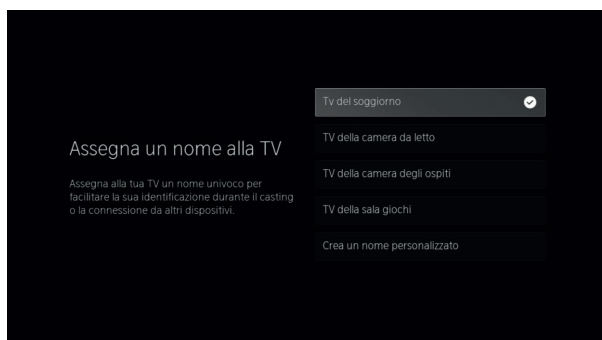 Assegna un nome alla TV
Assegna alla tua TV un nome univoco per
facilitare la sua identificazione durante il casting
o la connessione da altri dispositivi.
Tv del soggiorno
TV della camera da letto
TV della camera degli ospiti
TV della sala giochi
Crea un nome personalizzato